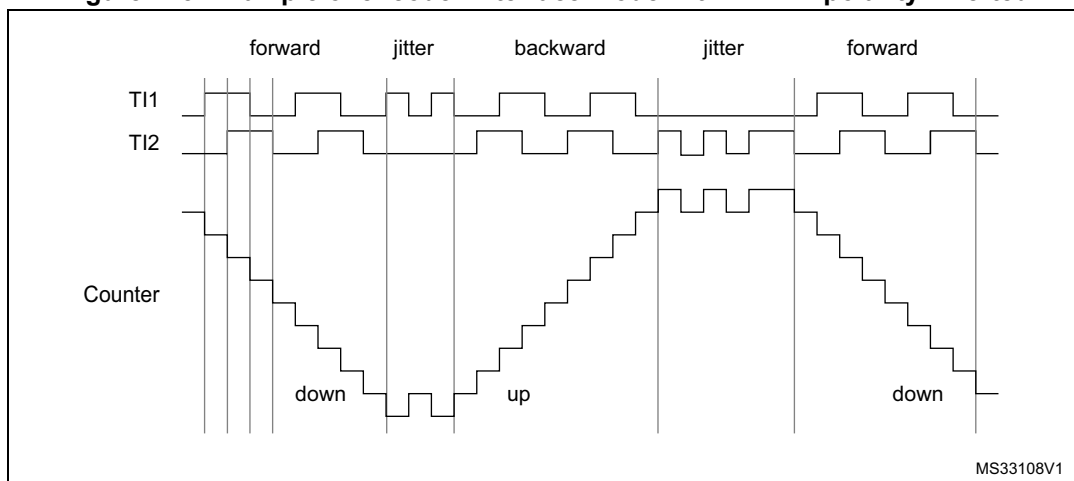 forward jitter backward jitter forward
TI1
TI2
Counter
down up down
MS33108V1